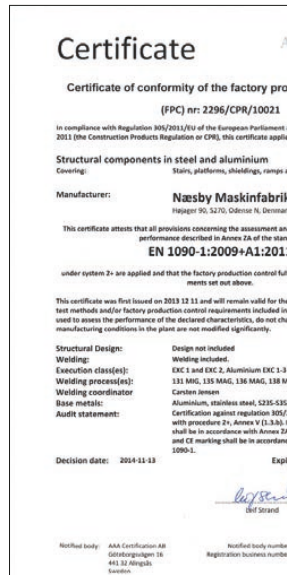 Certificate
Certificate of conformity of the factory pro
(FPC) nr: 2296/CPR/10021
In compliance with Regulation 305/2011/EU of the European Parliament a
2011 (the Construction Products Regulation or CPR), this certificate applie
Structural components in steel and aluminium
Covering: Stairs, platforms, shieldings, ramps a
Manufacturer: Næsby Maskinfabrik
Højager 90, 5270, Odense N, Denmar
This certificate attests that all provisions concerning the assessment an
performance described in Annex ZA of the stan
EN 1090-1:2009+A1:2011
under system 2+ are applied and that the factory production control ful
ments set out above.
This certificate was first issued on 2013 12 11 and will remain valid for the
test methods and/or factory production control requirements included in
used to assess the performance of the declared characteristics, do not cha
manufacturing conditions in the plant are not modified significantly.
Structural Design: Design not included
Welding: Welding included.
Execution class(es): EXC 1 and EXC 2, Aluminium EXC 1-3
Welding process(es): 131 MIG, 135 MAG, 136 MAG, 138 M
Welding coordinator Carsten Jensen
Base metals: Aluminium, stainless steel, S235-S35
Audit statement: Certification against regulation 305/
with procedure 2+, Annex V (1.3.b).
shall be in accordance with Annex ZA
and CE marking shall be in accordan
1090-1.
Decision date: 2014-11-13 Expi
Leif Strand
Notified body: AAA Certification AB Notified body numbe
Göteborgsvägen 16 Registration business numbe
441 32 Alingsås
Sweden